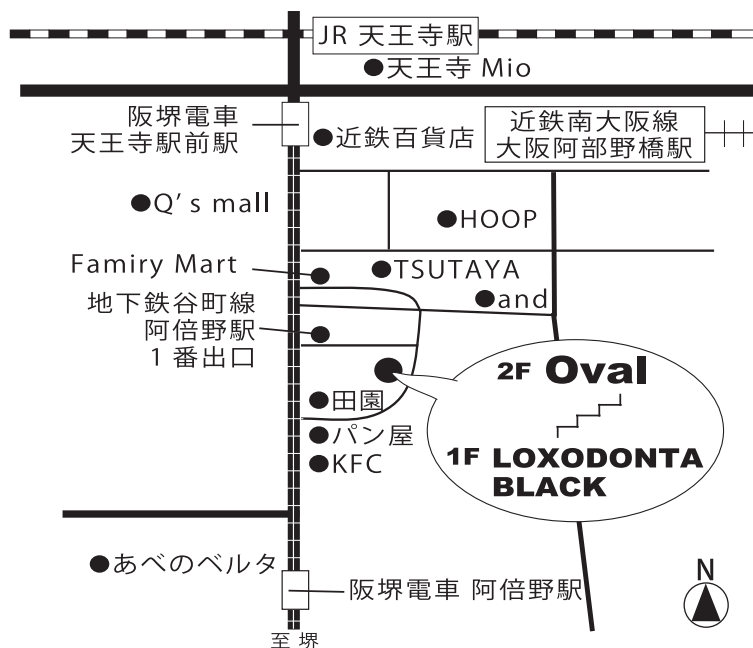 JR 天王寺駅
天王寺 Mio
阪堺電車
天王寺駅前駅
近鉄百貨店
近鉄南大阪線
大阪阿部野橋駅
Q’s mall
HOOP
Famiry Mart
TSUTAYA
and
地下鉄谷町線
阿倍野駅
1 番出口
2F Oval
田園
パン屋
1F LOXODONTA
BLACK
KFC
あべのベルタ
阪堺電車 阿倍野駅
N
至 堺